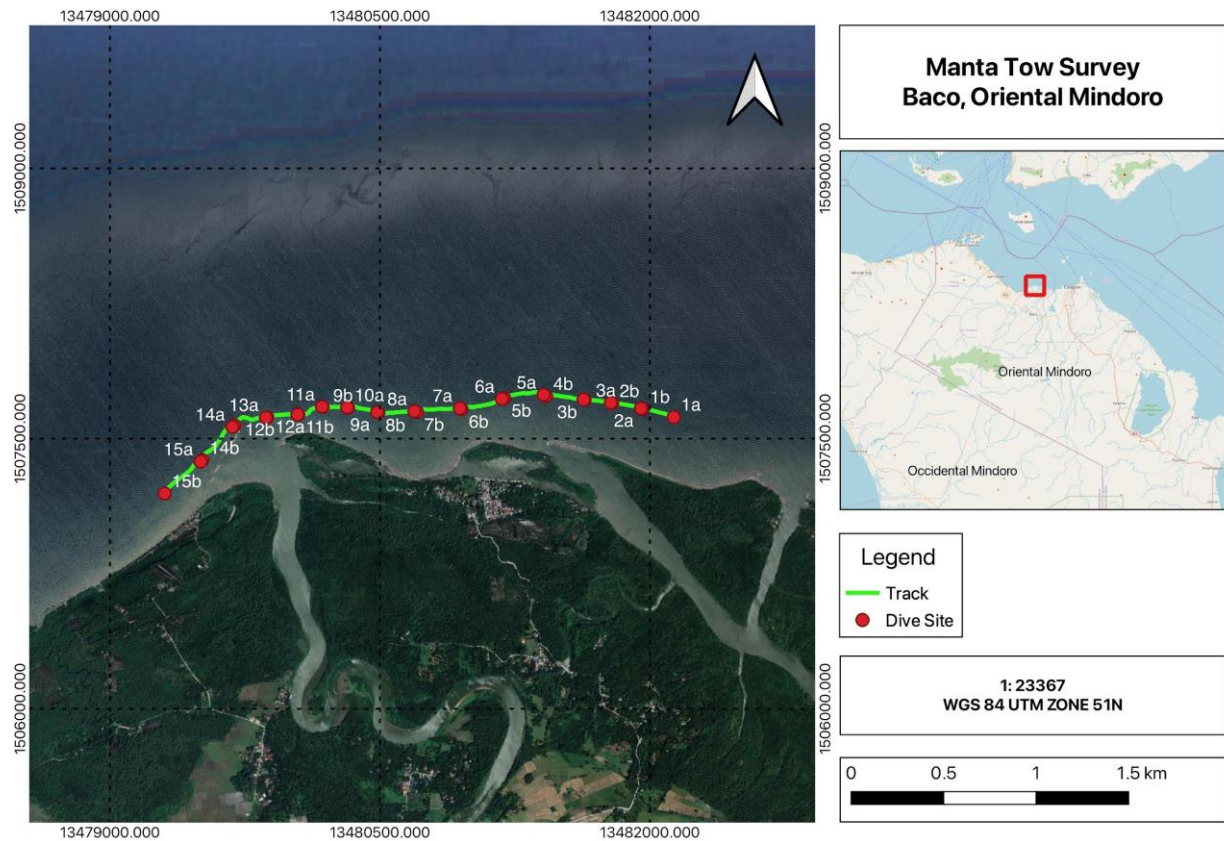 13479000.000
13480500.000
13482000.000
1509000.000
1507500.000
1506000.000
1509000.000
1507500.000
1506000.000
11a
9b
10a
8a
7a
6a
5a
4b
3a
2b
1b
1a
14a
13a
12b
12a
11b
9a
8b
7b
6b
5b
3b
2a
15a
14b
15b
13479000.000
13480500.000
13482000.000
Manta Tow Survey
Baco, Oriental Mindoro
Oriental Mindoro
Occidental Mindoro
Legend
Track
Dive Site
1: 23367
WGS 84 UTM ZONE 51N
0
0.5
1
1.5 km